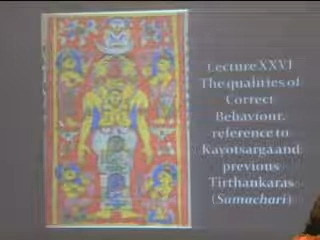 Lecture XXVI
The qualities of
Correct
Behaviour,
reference to
Kayotsarga and
previous
Tirthankaras
(Samachari)